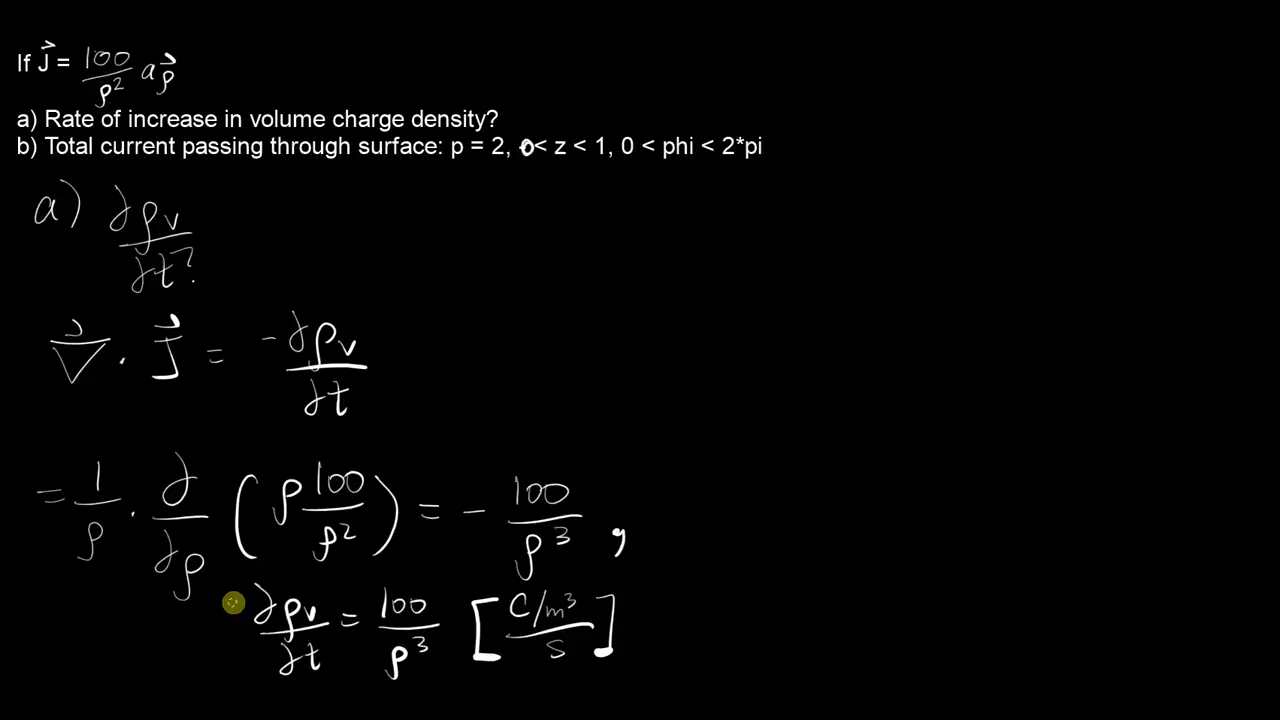 If J⃗ = 100/ρ² a⃗ρ
a) Rate of increase in volume charge density?
b) Total current passing through surface: p = 2, 0 < z < 1, 0 < phi < 2*pi
a) ∂ρv/∂t?
∇⃗ · J⃗ = -∂ρv/∂t
= 1/ρ · ∂/∂ρ (ρ 100/ρ²) = - 100/ρ³ ,
∂ρv/∂t = 100/ρ³ [C/m³/s]